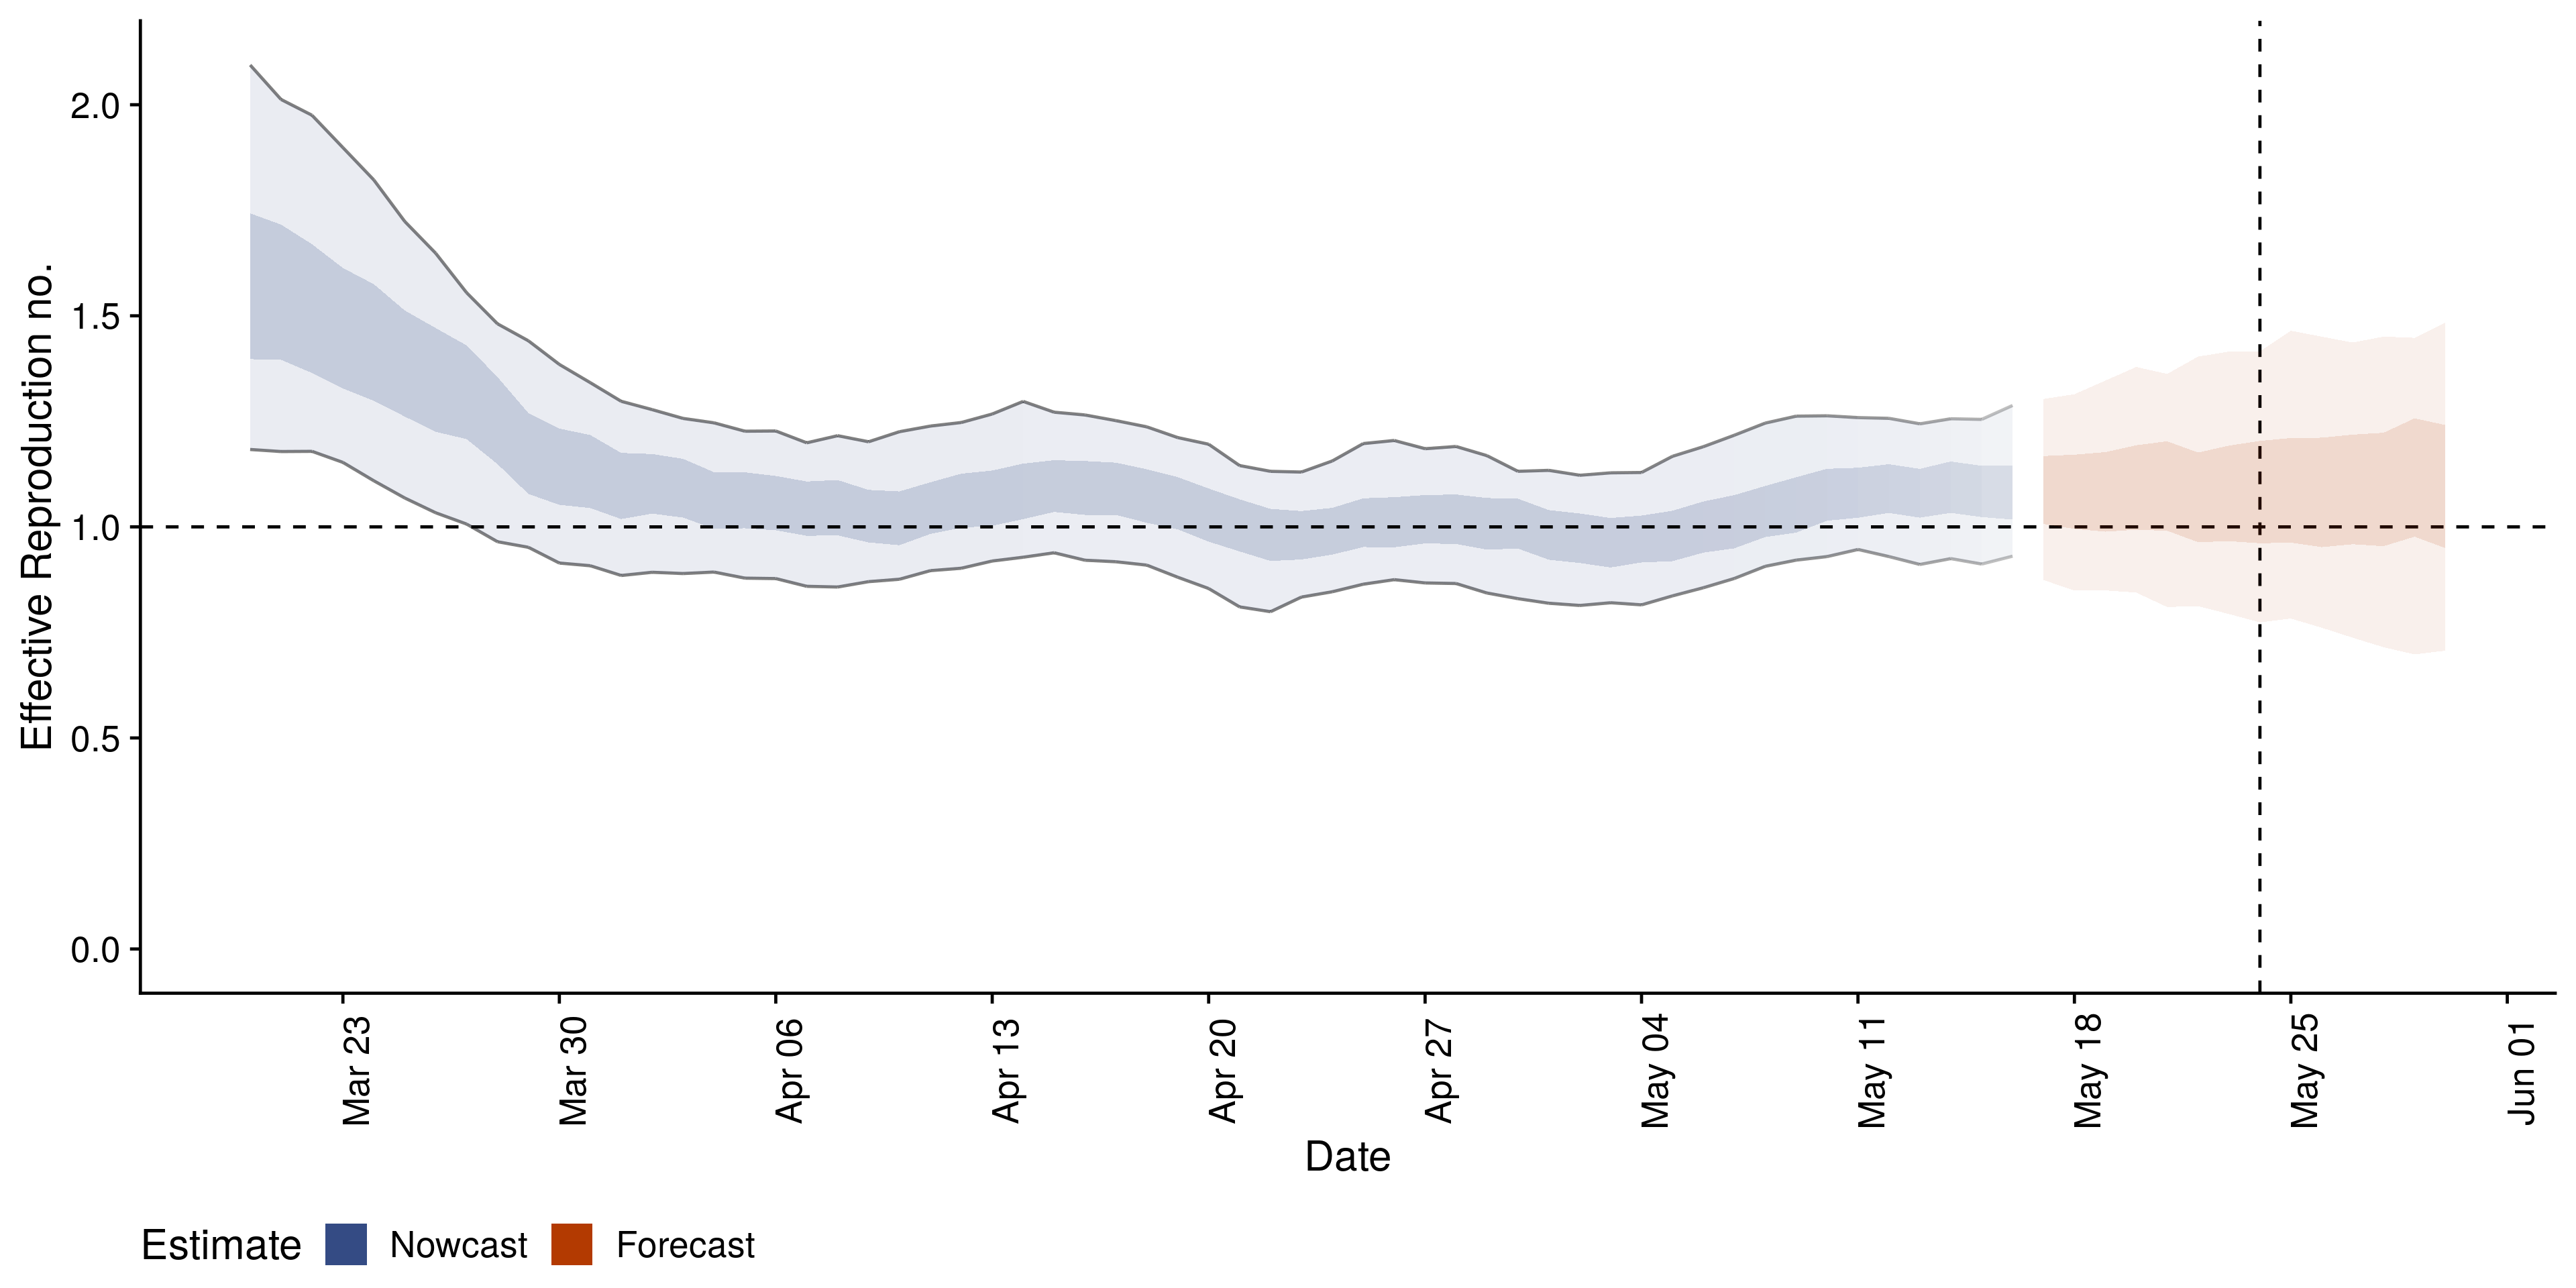 Effective Reproduction no.
2.0
1.5
1.0
0.5
0.0
Mar 23
Mar 30
Apr 06
Apr 13
Apr 20
Apr 27
May 04
May 11
May 18
May 25
Jun 01
Date
Estimate Nowcast Forecast